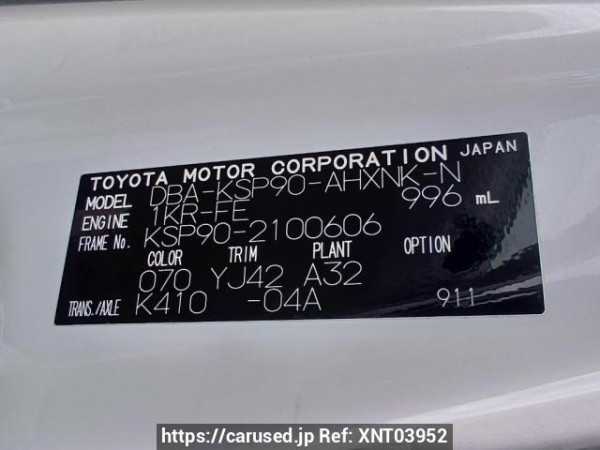 TOYOTA MOTOR CORPORATION JAPAN
MODEL DBA-KSP90-AHXNK-N
ENGINE 1KR-FE 996 mL
FRAME No. KSP90-2100606
COLOR TRIM PLANT OPTION
070 YJ42 A32
TRANS./AXLE K410 -04A 911
https://carused.jp Ref: XNT03952